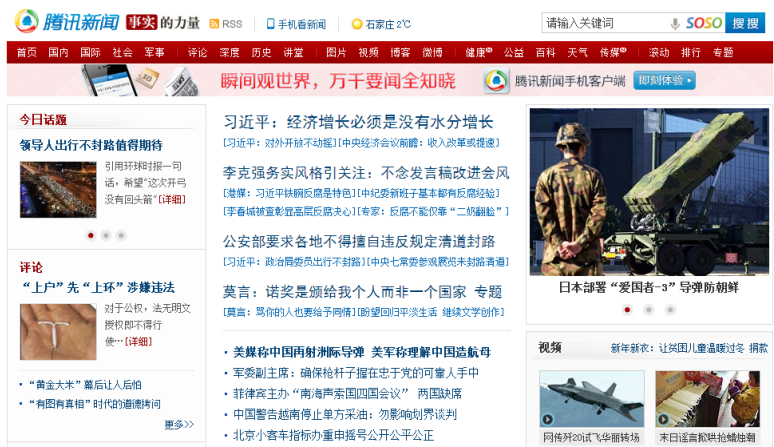 腾讯新闻 事实的力量 RSS 手机看新闻 石家庄 2℃ 请输入关键词 SOSO 搜搜
首页 国内 国际 社会 军事 评论 深度 历史 讲堂 图片 视频 博客 微博 健康 公益 百科 天气 传媒 滚动 排行 专题
瞬间观世界，万千要闻全知晓 腾讯新闻手机客户端 即刻体验
今日话题
领导人出行不封路值得期待
引用环球时报一句
话，希望“这次开弓
没有回头箭”[详细]
评论
“上户”先“上环”涉嫌违法
对于公权，法无明文
授权即不得行
使…[详细]
“黄金大米”幕后让人后怕
“有图有真相”时代的道德拷问
更多>>
习近平：经济增长必须是没有水分增长
[习近平：对外开放不动摇][中央经济会议前瞻：收入改革或提速]
李克强务实风格引关注：不念发言稿改进会风
[港媒：习近平铁腕反腐是特色][中纪委新班子基本都有反腐经验]
[李春城被查彰显高层反腐决心][专家：反腐不能仅靠“二奶翻脸”]
公安部要求各地不得擅自违反规定清道封路
[习近平：政治局委员出行不封路][中央七常委参观展览未封路清道]
莫言：诺奖是颁给我个人而非一个国家 专题
[莫言：骂你的人也要给予同情][盼望回归平淡生活 继续文学创作]
美媒称中国再射洲际导弹 美军称理解中国造航母
军委副主席：确保枪杆子握在忠于党的可靠人手中
菲律宾主办“南海声索国四国会议” 两国缺席
中国警告越南停止单方采油：勿影响划界谈判
北京小客车指标办重申摇号公开公平公正
日本部署“爱国者-3”导弹防朝鲜
视频 新年新衣：让贫困儿童温暖过冬 捐款
网传歼20试飞华丽转场
末日谣言掀哄抢蜡烛潮